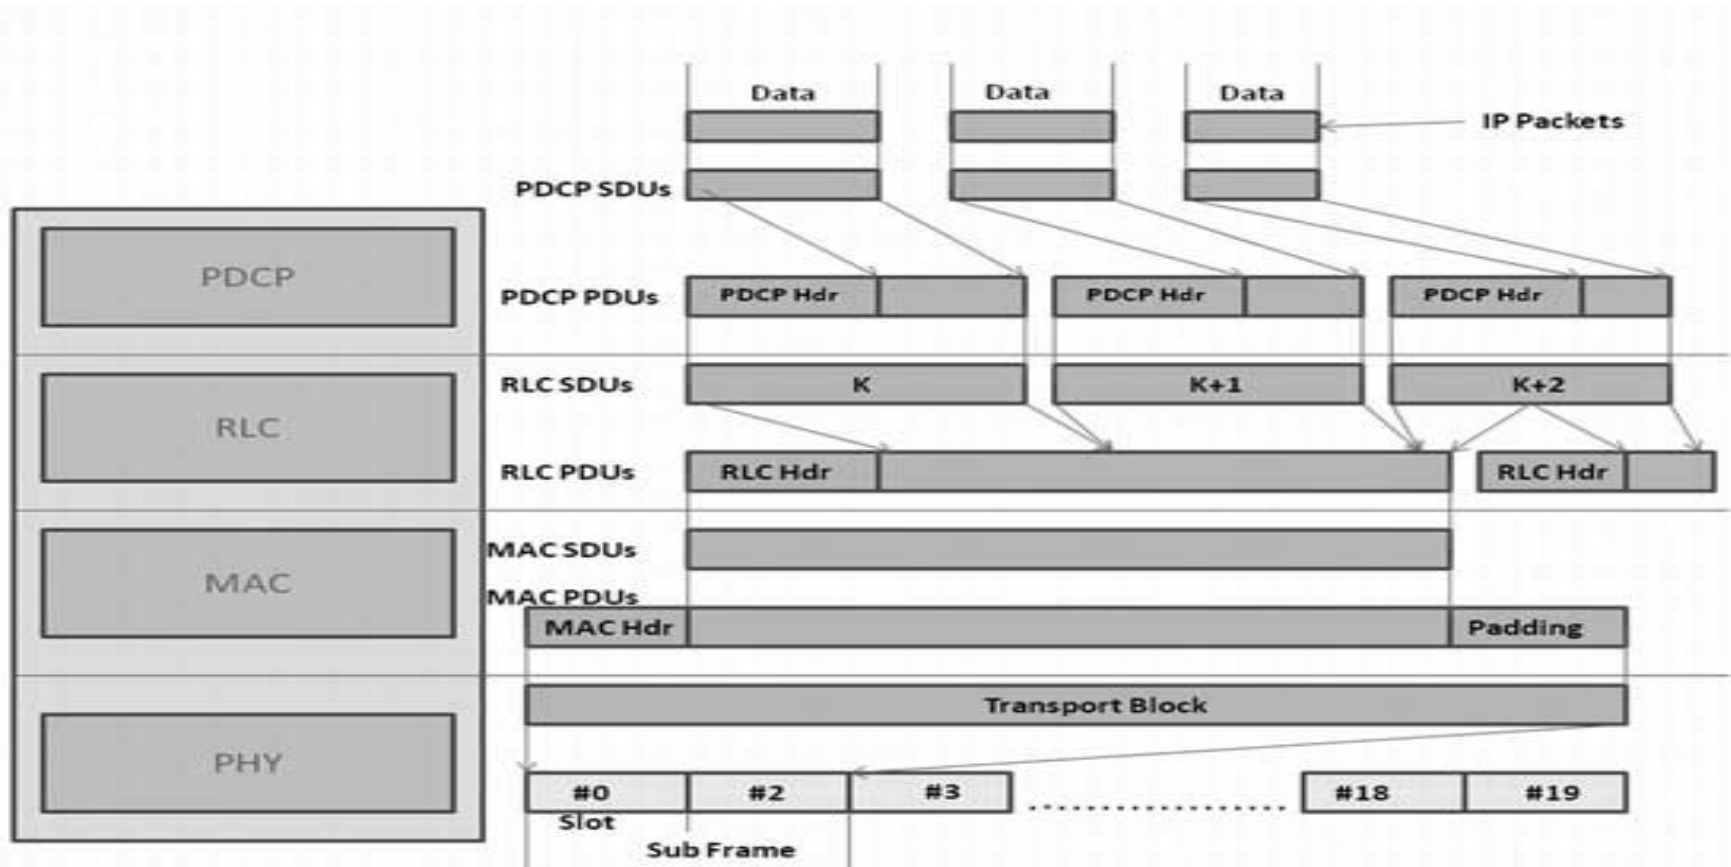 Data Data Data
IP Packets
PDCP SDUs
PDCP
PDCP PDUs PDCP Hdr PDCP Hdr PDCP Hdr
RLC SDUs K K+1 K+2
RLC
RLC PDUs RLC Hdr RLC Hdr
MAC SDUs
MAC
MAC PDUs
MAC Hdr Padding
Transport Block
PHY
#0 #2 #3 #18 #19
Slot
Sub Frame